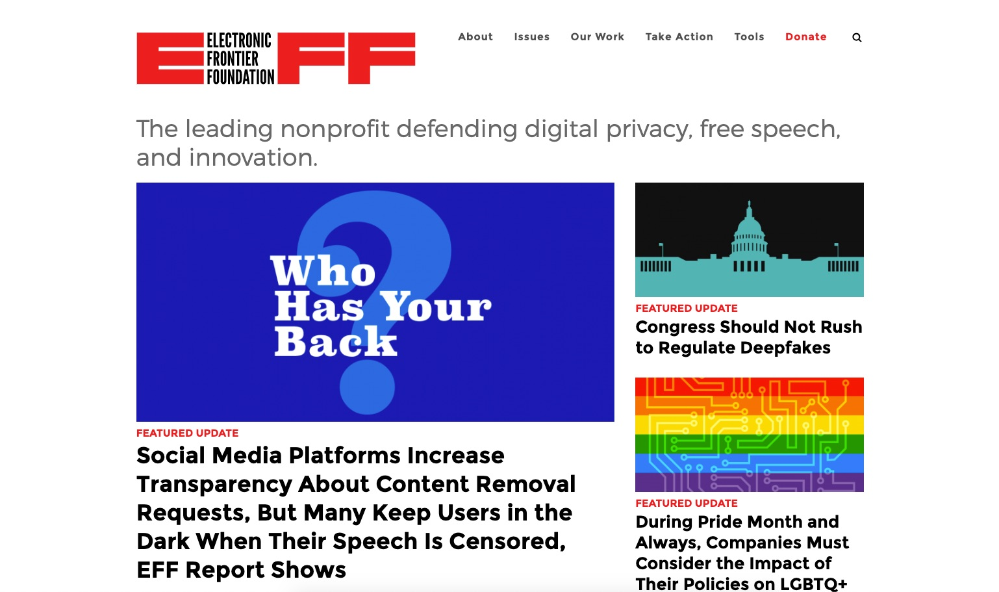 ELECTRONIC
FRONTIER
FOUNDATION
EFF
About Issues Our Work Take Action Tools Donate
The leading nonprofit defending digital privacy, free speech,
and innovation.
Who
Has Your
Back
?
FEATURED UPDATE
Social Media Platforms Increase
Transparency About Content Removal
Requests, But Many Keep Users in the
Dark When Their Speech Is Censored,
EFF Report Shows
FEATURED UPDATE
Congress Should Not Rush
to Regulate Deepfakes
FEATURED UPDATE
During Pride Month and
Always, Companies Must
Consider the Impact of
Their Policies on LGBTQ+